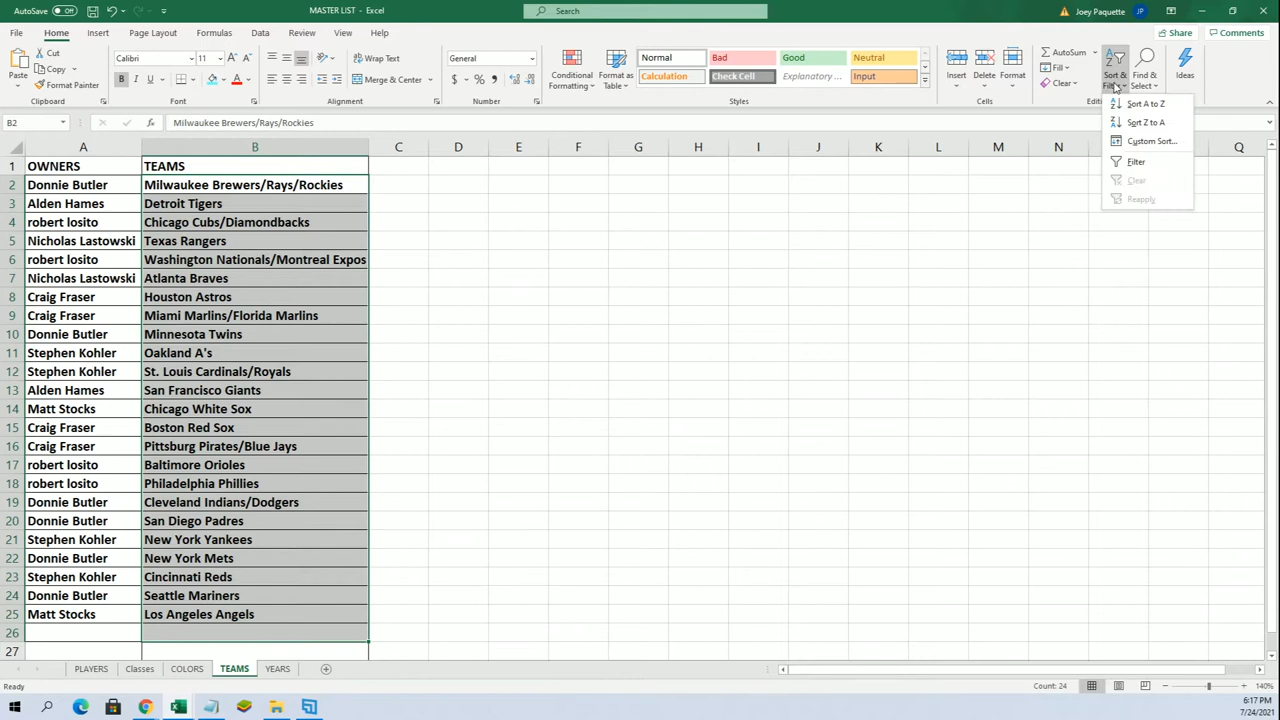 AutoSave Off
MASTER LIST - Excel
Search
Joey Paquette JP
File Home Insert Page Layout Formulas Data Review View Help
Share Comments
Paste
Cut
Copy
Format Painter
Clipboard
Calibri 11
B I U
Font
Merge & Center
Alignment
General
$ % 9
Number
Conditional Formatting
Format as Table
Normal Bad Good Neutral
Calculation Check Cell Explanatory ... Input
Styles
Insert Delete Format
Cells
AutoSum
Fill
Clear
Sort & Filter
Find & Select
Ideas
Editi
Sort A to Z
Sort Z to A
Custom Sort...
Filter
Clear
Reapply
B2
fx
Milwaukee Brewers/Rays/Rockies
A B C D E F G H I J K L M N Q
1 OWNERS TEAMS
2 Donnie Butler Milwaukee Brewers/Rays/Rockies
3 Alden Hames Detroit Tigers
4 robert losito Chicago Cubs/Diamondbacks
5 Nicholas Lastowski Texas Rangers
6 robert losito Washington Nationals/Montreal Expos
7 Nicholas Lastowski Atlanta Braves
8 Craig Fraser Houston Astros
9 Craig Fraser Miami Marlins/Florida Marlins
10 Donnie Butler Minnesota Twins
11 Stephen Kohler Oakland A's
12 Stephen Kohler St. Louis Cardinals/Royals
13 Alden Hames San Francisco Giants
14 Matt Stocks Chicago White Sox
15 Craig Fraser Boston Red Sox
16 Craig Fraser Pittsburg Pirates/Blue Jays
17 robert losito Baltimore Orioles
18 robert losito Philadelphia Phillies
19 Donnie Butler Cleveland Indians/Dodgers
20 Donnie Butler San Diego Padres
21 Stephen Kohler New York Yankees
22 Donnie Butler New York Mets
23 Stephen Kohler Cincinnati Reds
24 Donnie Butler Seattle Mariners
25 Matt Stocks Los Angeles Angels
26
27
PLAYERS Classes COLORS TEAMS YEARS
Ready
Count: 24
140%
6:17 PM
7/24/2021